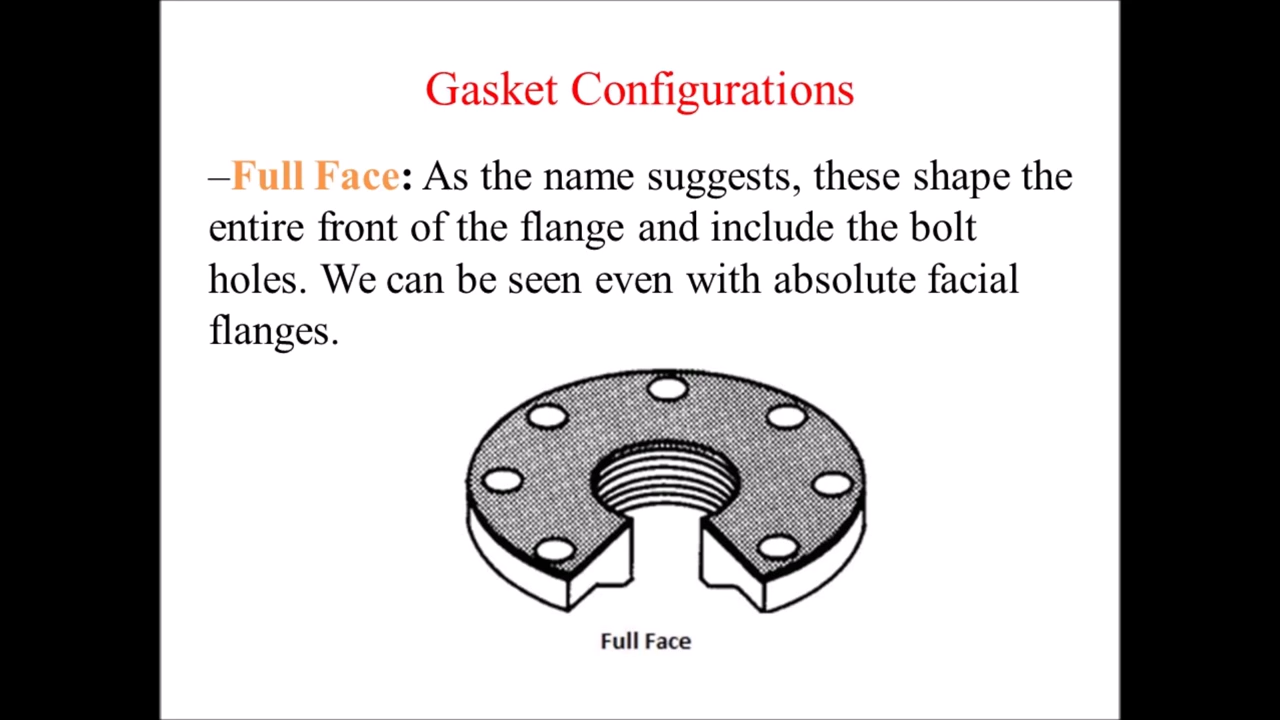 Gasket Configurations
–Full Face: As the name suggests, these shape the
entire front of the flange and include the bolt
holes. We can be seen even with absolute facial
flanges.
Full Face